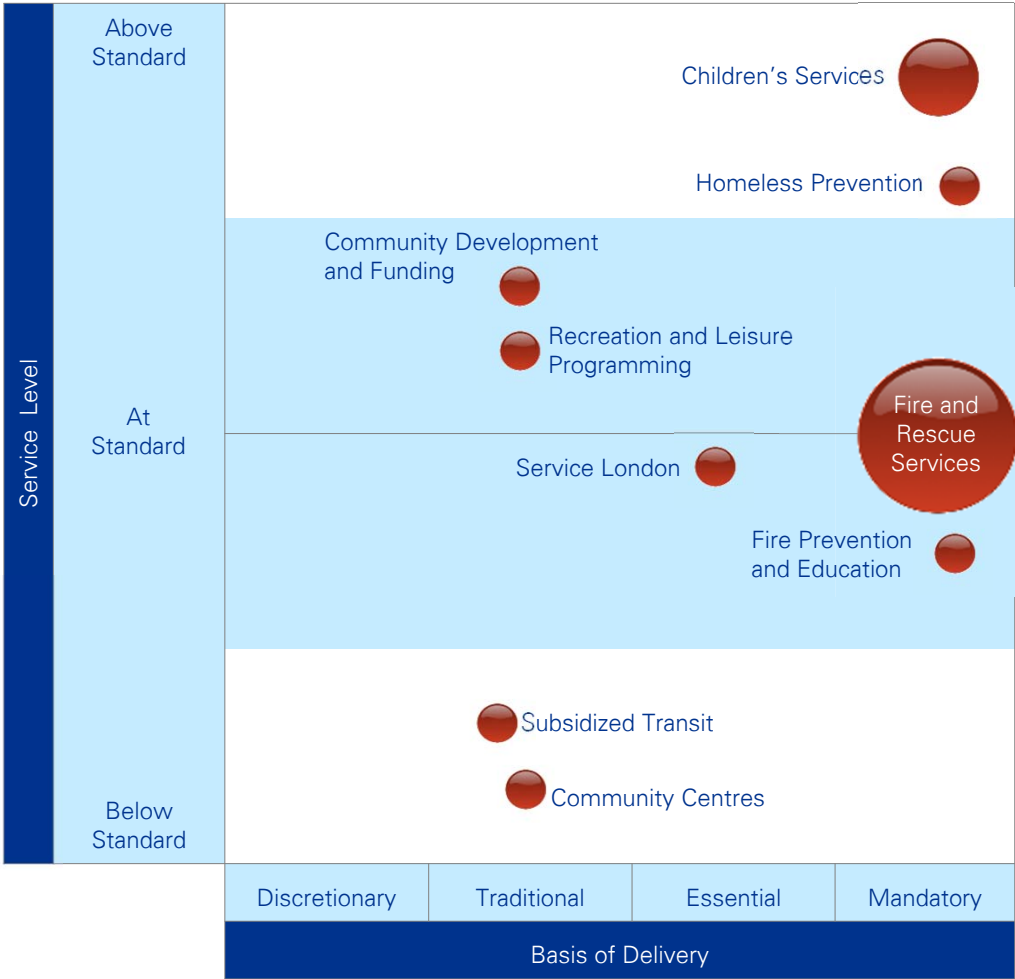 Above
Standard
Children's Services
Homeless Prevention
Community Development
and Funding
Recreation and Leisure
Programming
Service Level
At
Standard
Fire and
Rescue
Services
Service London
Fire Prevention
and Education
Subsidized Transit
Community Centres
Below
Standard
Discretionary
Traditional
Essential
Mandatory
Basis of Delivery